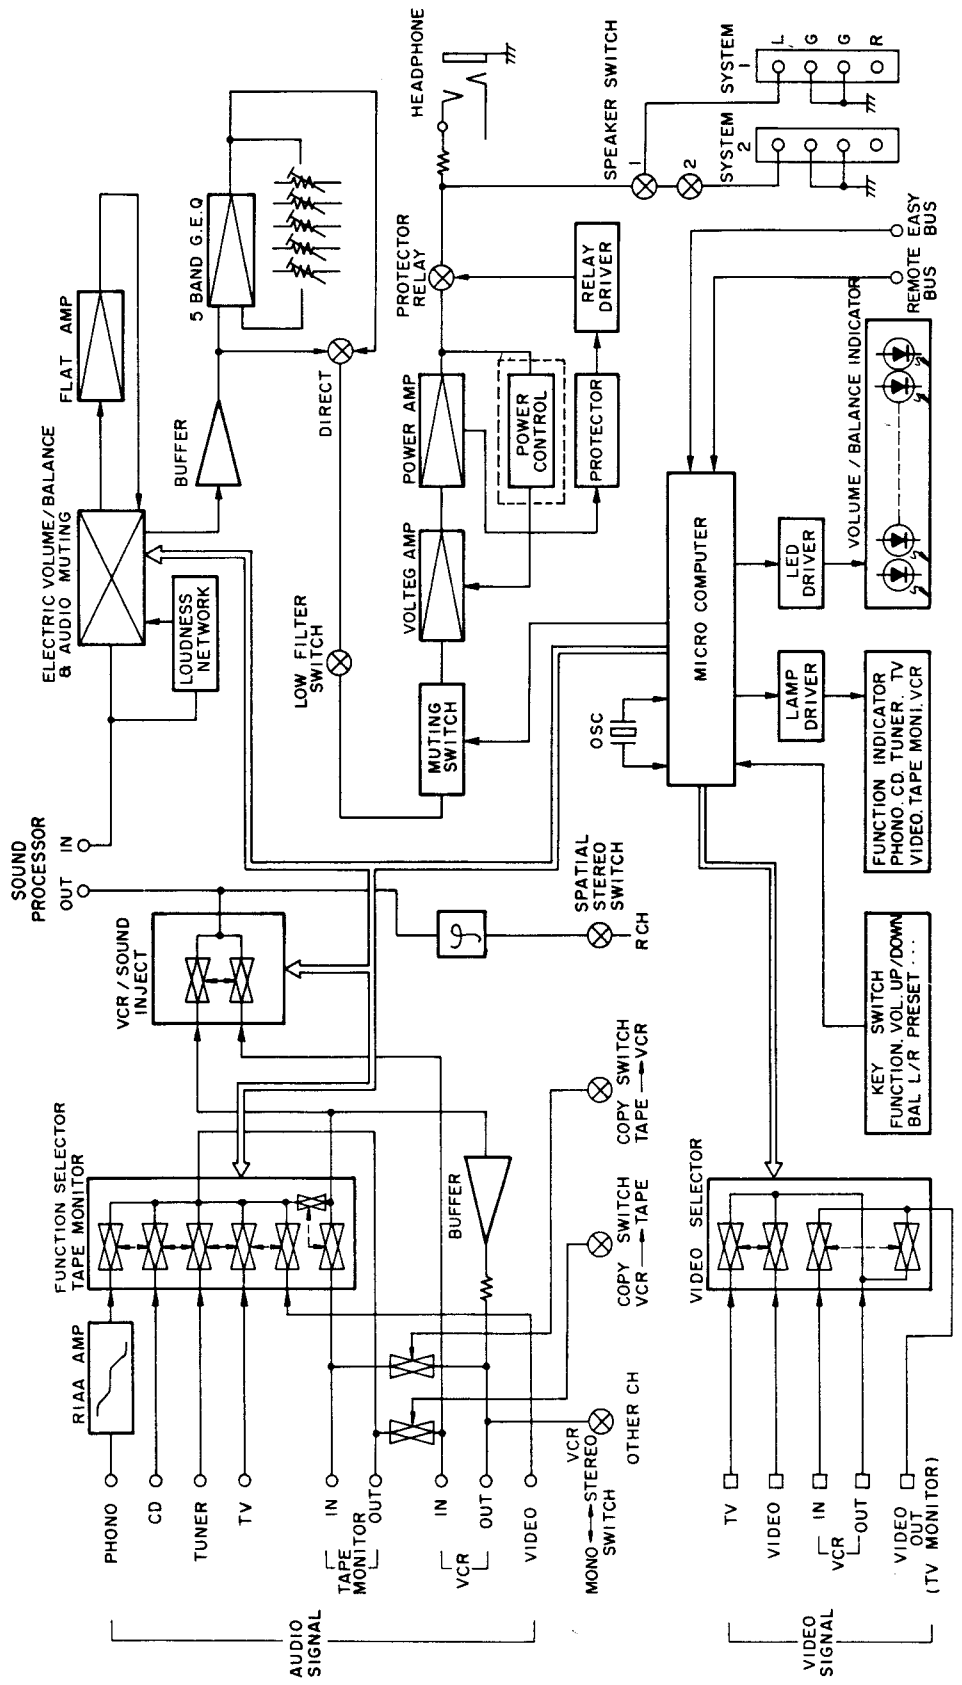 AUDIO
SIGNAL
PHONO
CD
TUNER
TV
TAPE
MONITOR
IN
OUT
VCR
IN
OUT
VIDEO
RIAA AMP
FUNCTION SELECTOR
TAPE MONITOR
BUFFER
VCR
MONO STEREO
SWITCH
OTHER CH
COPY SWITCH
VCR TAPE
COPY SWITCH
TAPE VCR
VCR / SOUND
INJECT
SOUND
PROCESSOR
OUT IN
SPATIAL
STEREO
SWITCH
RCH
ELECTRIC VOLUME/BALANCE
& AUDIO MUTING
LOUDNESS
NETWORK
FLAT AMP
BUFFER
5 BAND G.E.Q
DIRECT
LOW FILTER
SWITCH
MUTING
SWITCH
VOLTEG AMP
POWER AMP
POWER
CONTROL
PROTECTOR
RELAY
PROTECTOR
RELAY
DRIVER
HEADPHONE
SPEAKER SWITCH
1
2
SYSTEM
1
L
G
G
R
SYSTEM
2
REMOTE
BUS
EASY
BUS
OSC
MICRO COMPUTER
LED
DRIVER
VOLUME / BALANCE INDICATOR
LAMP
DRIVER
FUNCTION INDICATOR
PHONO. CD. TUNER. TV
VIDEO. TAPE MONI. VCR
KEY SWITCH
FUNCTION. VOL. UP/DOWN
BAL L/R PRESET ...
VIDEO SELECTOR
VIDEO
SIGNAL
TV
VIDEO
VCR
IN
OUT
VIDEO
OUT
(TV MONITOR)